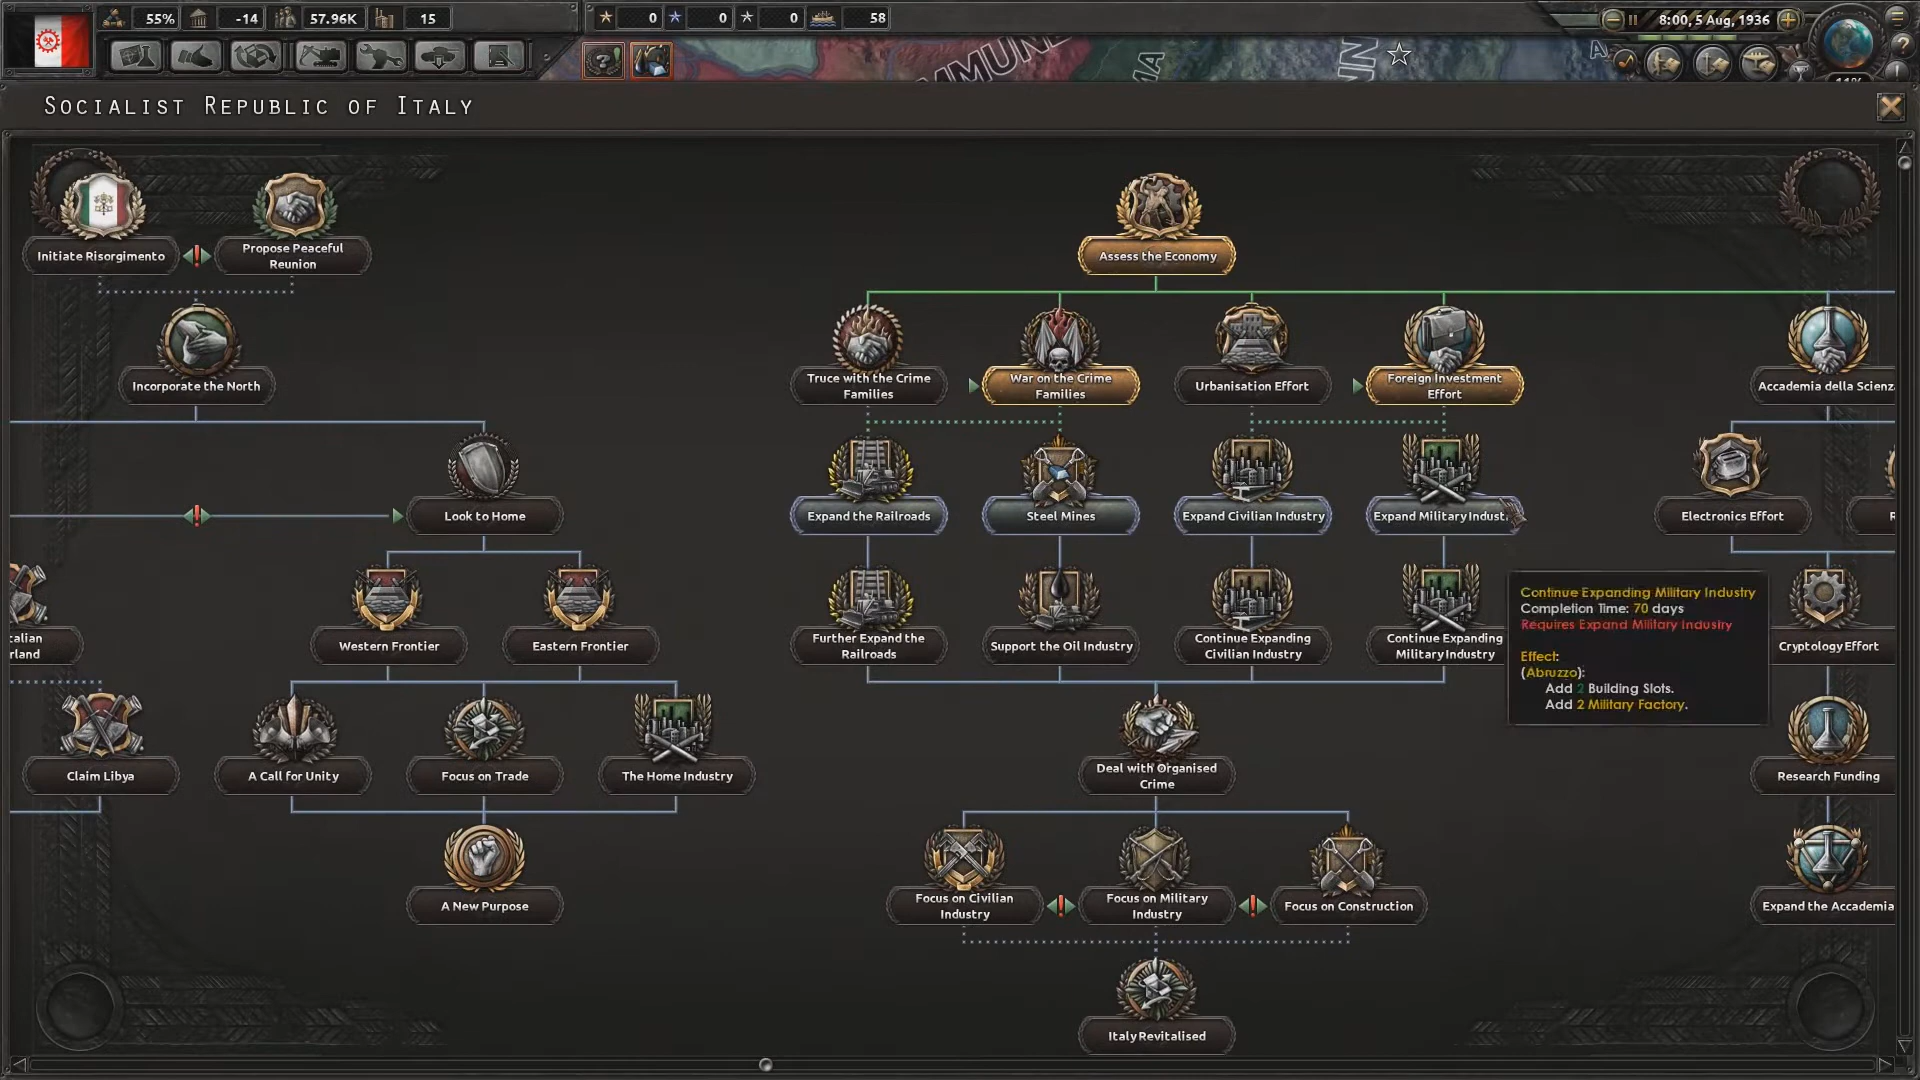 55%
-14
57.96K
15
0
0
0
58
8:00, 5 Aug, 1936
MMUN
Socialist Republic of Italy
Initiate Risorgimento
Propose Peaceful
Reunion
Assess the Economy
Incorporate the North
Truce with the Crime
Families
War on the Crime
Families
Urbanisation Effort
Foreign Investment
Effort
Accademia della Scienz
Look to Home
Expand the Railroads
Steel Mines
Expand Civilian Industry
Expand Military Indust
Electronics Effort
Western Frontier
Eastern Frontier
Further Expand the
Railroads
Support the Oil Industry
Continue Expanding
Civilian Industry
Continue Expanding
Military Industry
Continue Expanding Military Industry
Completion Time: 70 days
Requires Expand Military Industry
Effect:
(Abruzzo):
Add 2 Building Slots.
Add 2 Military Factory.
Cryptology Effort
talian
rland
Claim Libya
A Call for Unity
Focus on Trade
The Home Industry
Deal with Organised
Crime
Research Funding
A New Purpose
Focus on Civilian
Industry
Focus on Military
Industry
Focus on Construction
Expand the Accademia
Italy Revitalised